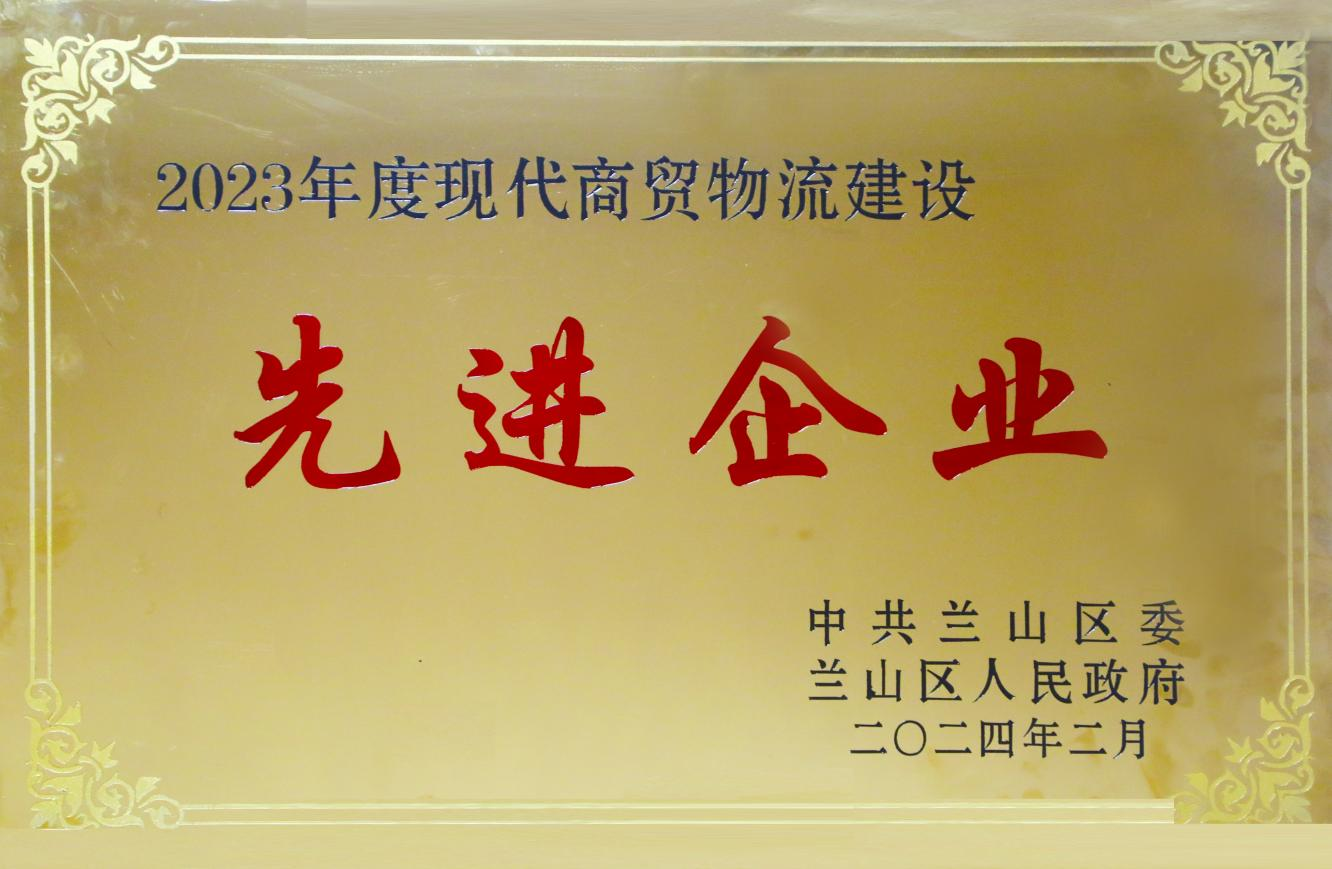 2023年度现代商贸物流建设
先进企业
中共兰山区委
兰山区人民政府
二〇二四年二月